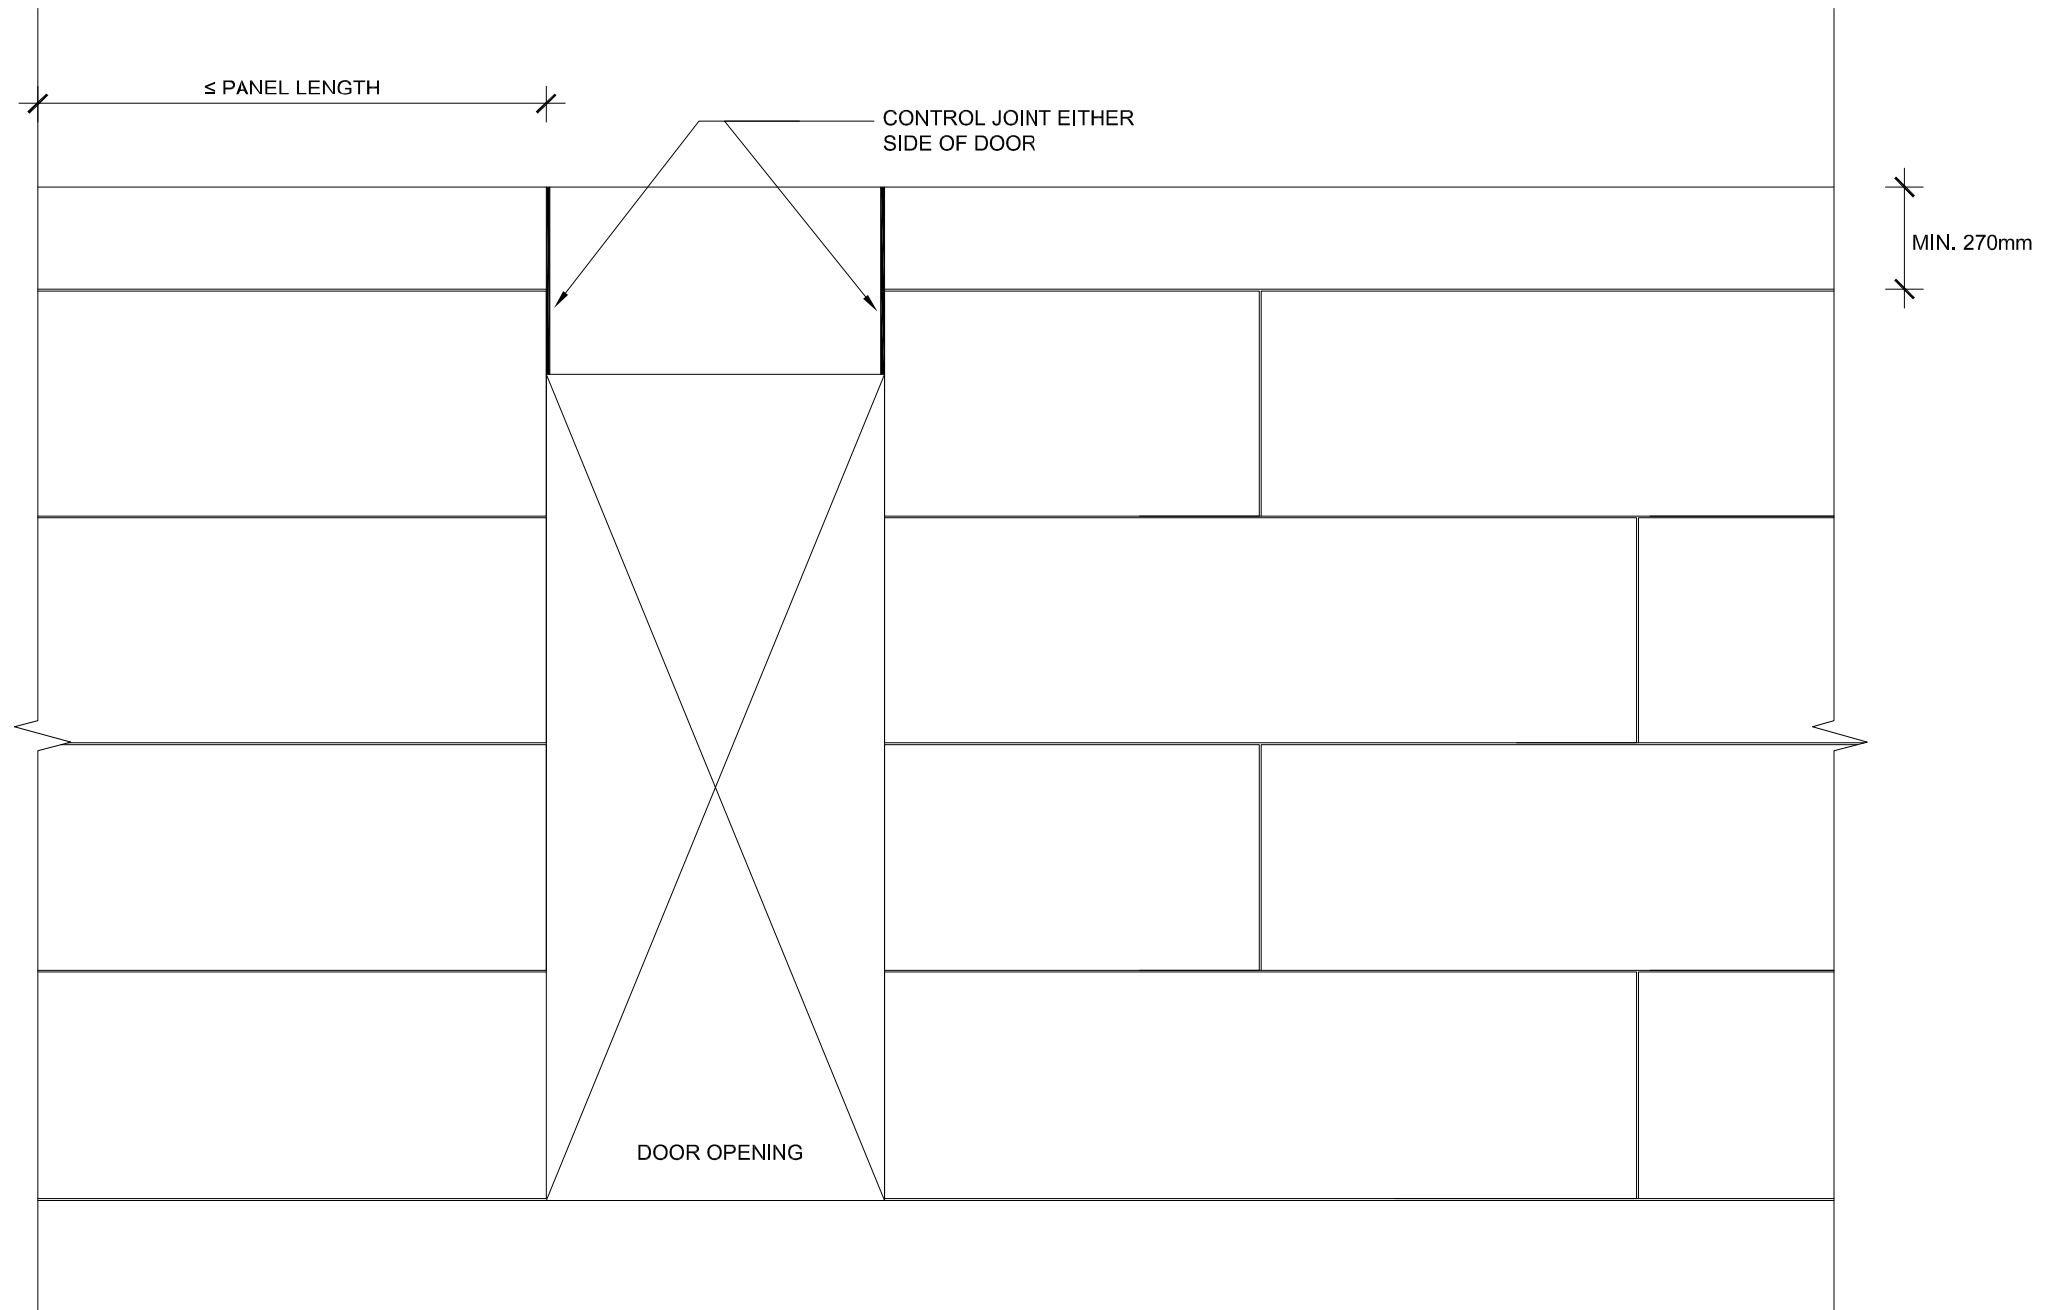 ≤ PANEL LENGTH
CONTROL JOINT EITHER
SIDE OF DOOR
MIN. 270mm
DOOR OPENING